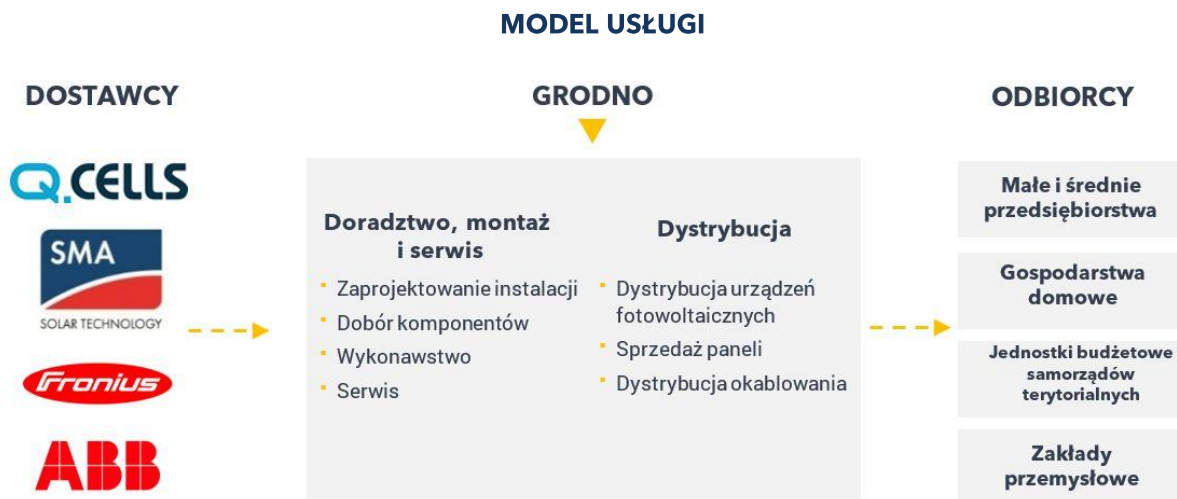 MODEL USŁUGI
DOSTAWCY
Q.CELLS
SMA
SOLAR TECHNOLOGY
Fronius
ABB
GRODNO
Doradztwo, montaż
i serwis
Zaprojektowanie instalacji
Dobór komponentów
Wykonawstwo
Serwis
Dystrybucja
Dystrybucja urządzeń
fotowoltaicznych
Sprzedaż paneli
Dystrybucja okablowania
ODBIORCY
Małe i średnie
przedsiębiorstwa
Gospodarstwa
domowe
Jednostki budżetowe
samorządów
terytorialnych
Zakłady
przemysłowe